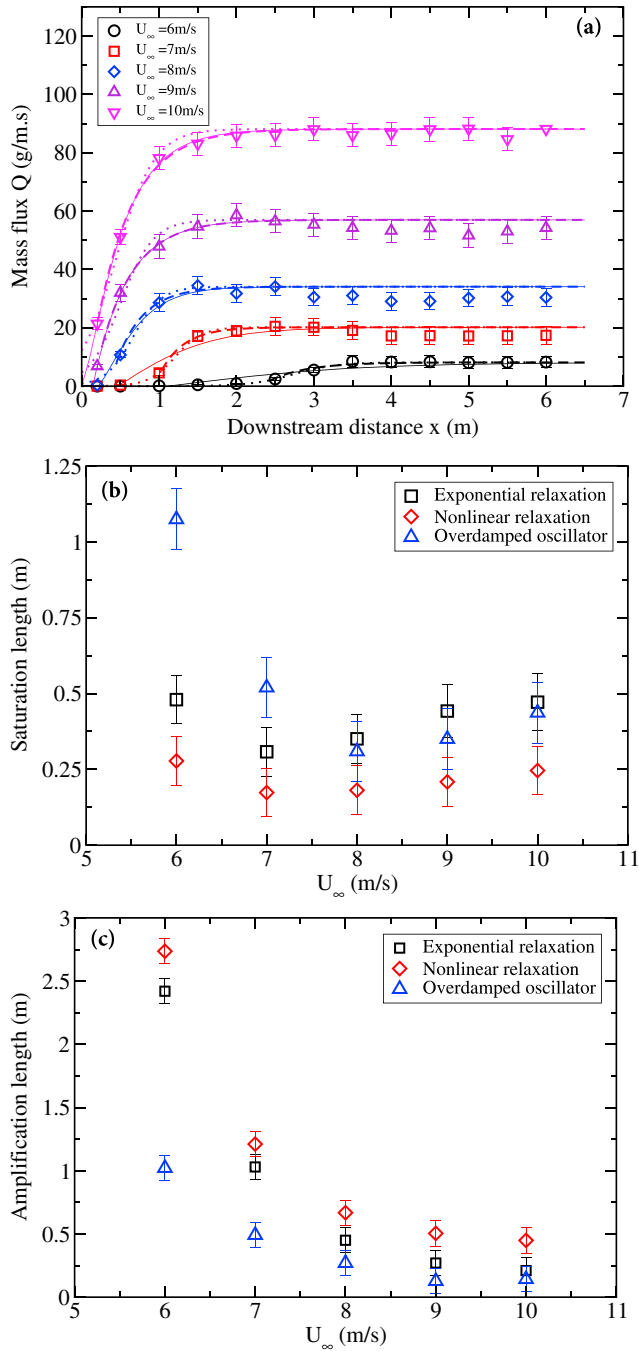 (a)
U∞=6m/s
U∞=7m/s
U∞=8m/s
U∞=9m/s
U∞=10m/s
Mass flux Q (g/m.s)
120
100
80
60
40
20
0
0 1 2 3 4 5 6 7
Downstream distance x (m)
(b)
Exponential relaxation
Nonlinear relaxation
Overdamped oscillator
Saturation length (m)
1.25
1
0.75
0.5
0.25
0
5 6 7 8 9 10 11
U∞ (m/s)
(c)
Exponential relaxation
Nonlinear relaxation
Overdamped oscillator
Amplification length (m)
3
2.5
2
1.5
1
0.5
0
5 6 7 8 9 10 11
U∞ (m/s)